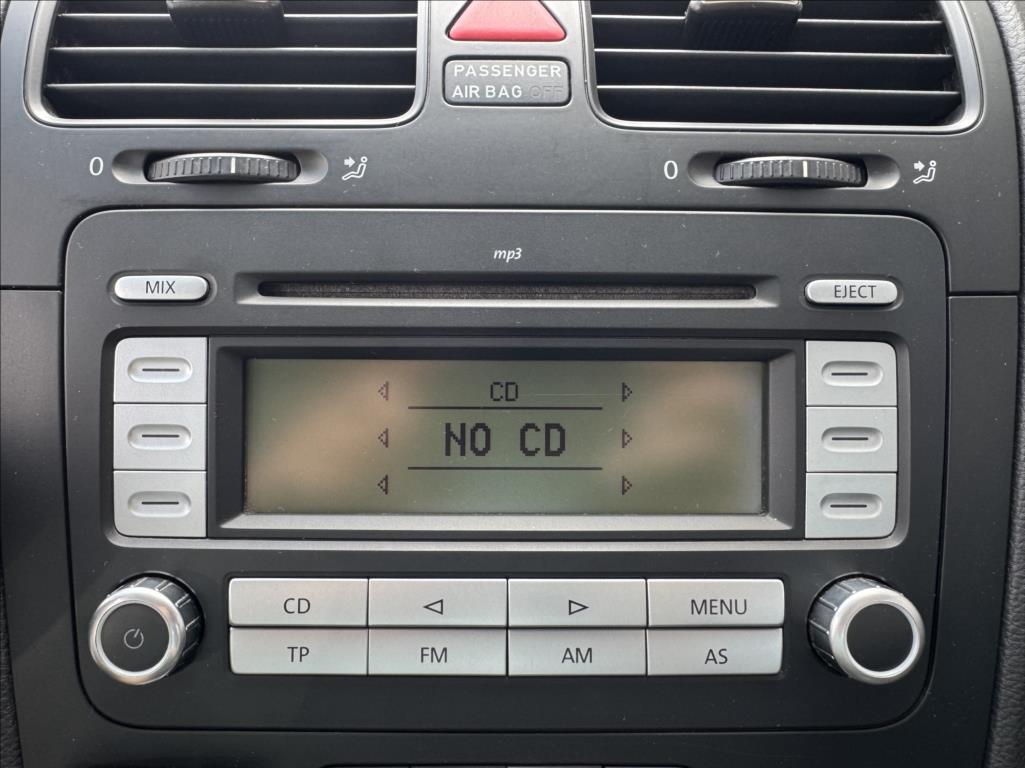 PASSENGER
AIR BAG OFF
0
0
mp3
MIX
EJECT
CD
NO CD
CD
MENU
TP
FM
AM
AS